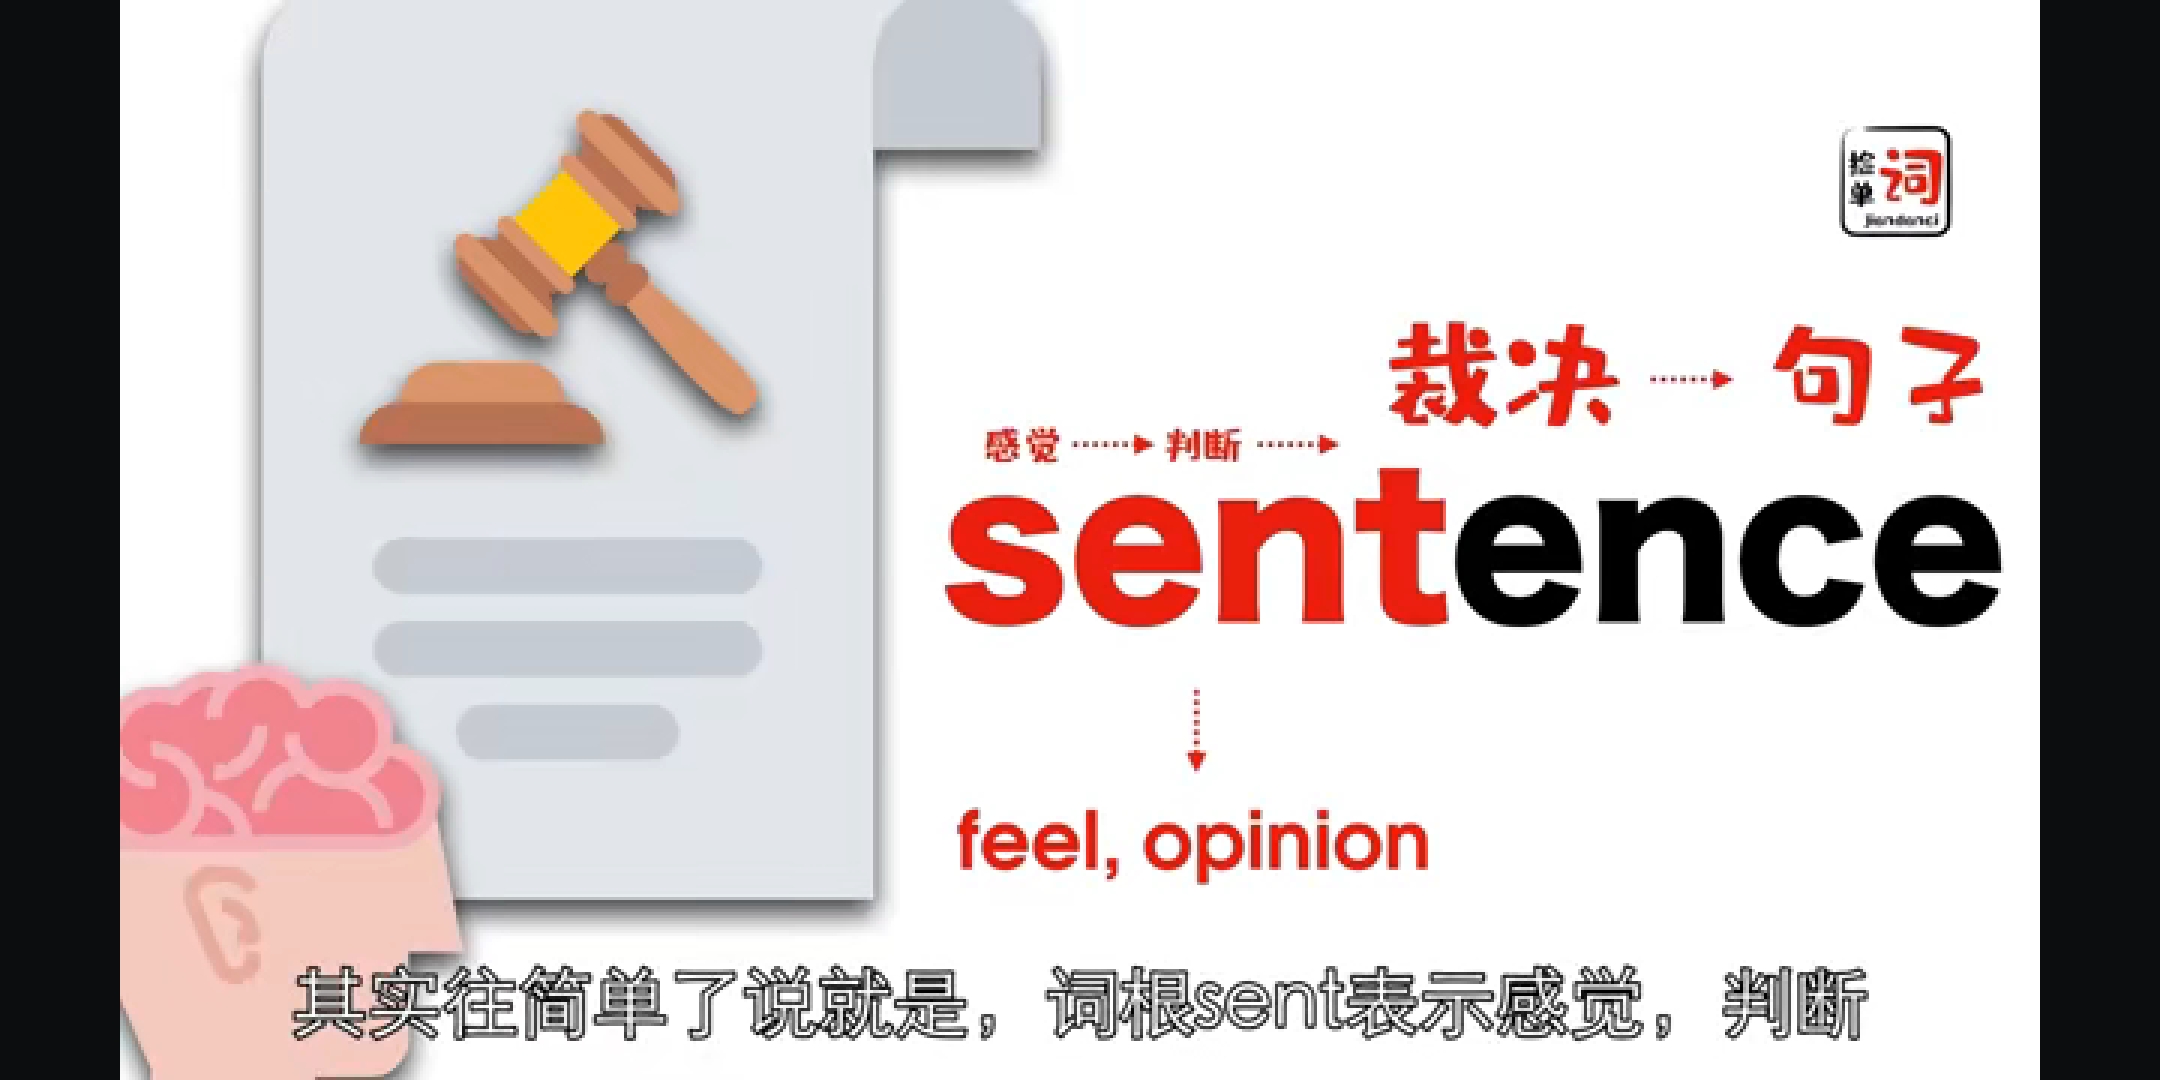 捡单词
jiandanci
裁决 句子
感觉 判断
sentence
feel, opinion
其实往简单了说就是，词根sent表示感觉，判断